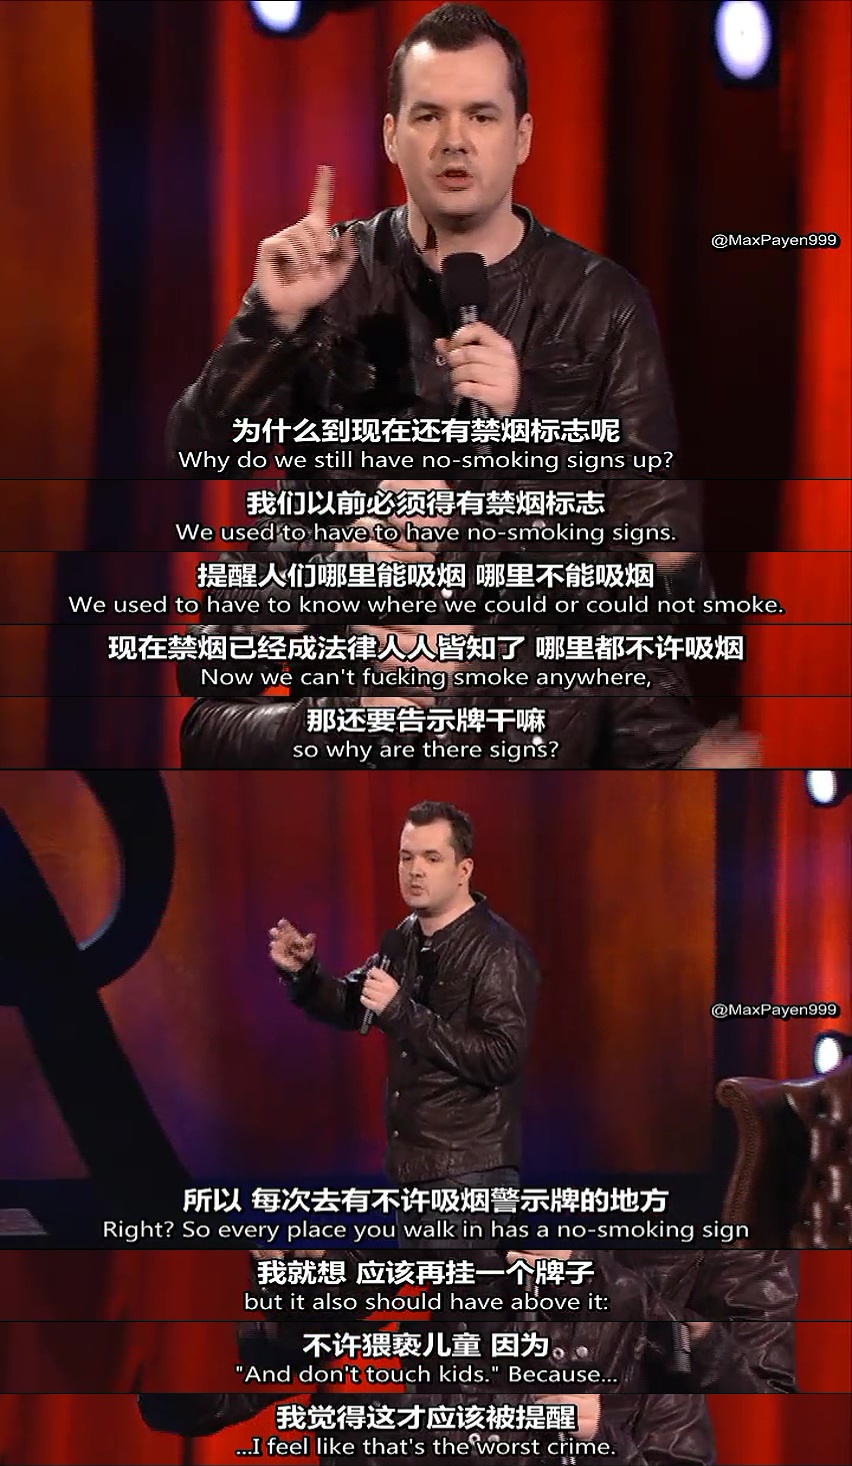 @MaxPayen999
为什么到现在还有禁烟标志呢
Why do we still have no-smoking signs up?
我们以前必须得有禁烟标志
We used to have to have no-smoking signs.
提醒人们哪里能吸烟 哪里不能吸烟
We used to have to know where we could or could not smoke.
现在禁烟已经成法律人人皆知了 哪里都不许吸烟
Now we can't fucking smoke anywhere,
那还要告示牌干嘛
so why are there signs?
@MaxPayen999
所以 每次去有不许吸烟警示牌的地方
Right? So every place you walk in has a no-smoking sign
我就想 应该再挂一个牌子
but it also should have above it:
不许猥亵儿童 因为
"And don't touch kids." Because...
我觉得这才应该被提醒
...I feel like that's the worst crime.